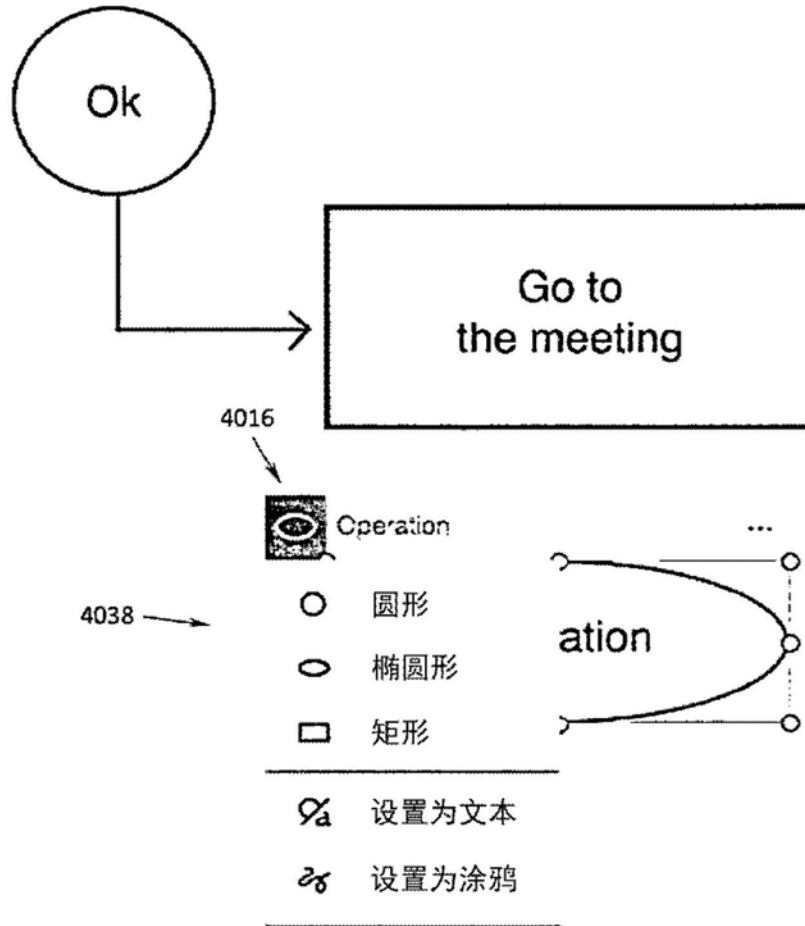 Ok
Go to
the meeting
4016
Operation
...
4038
圆形
ation
椭圆形
矩形
设置为文本
设置为涂鸦